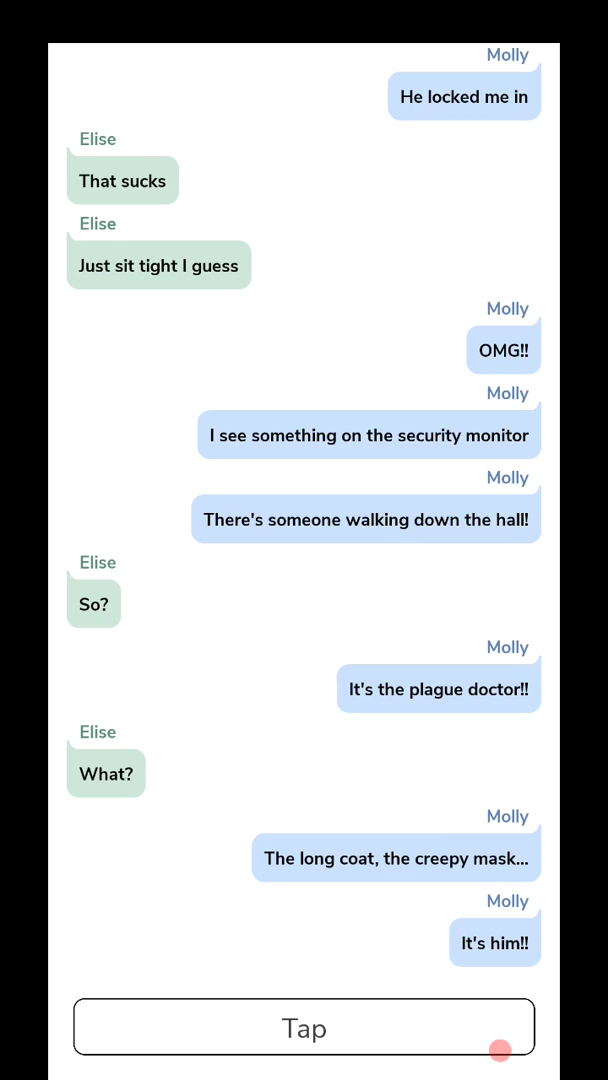 Molly
He locked me in
Elise
That sucks
Elise
Just sit tight I guess
Molly
OMG!!
Molly
I see something on the security monitor
Molly
There's someone walking down the hall!
Elise
So?
Molly
It's the plague doctor!!
Elise
What?
Molly
The long coat, the creepy mask...
Molly
It's him!!
Tap